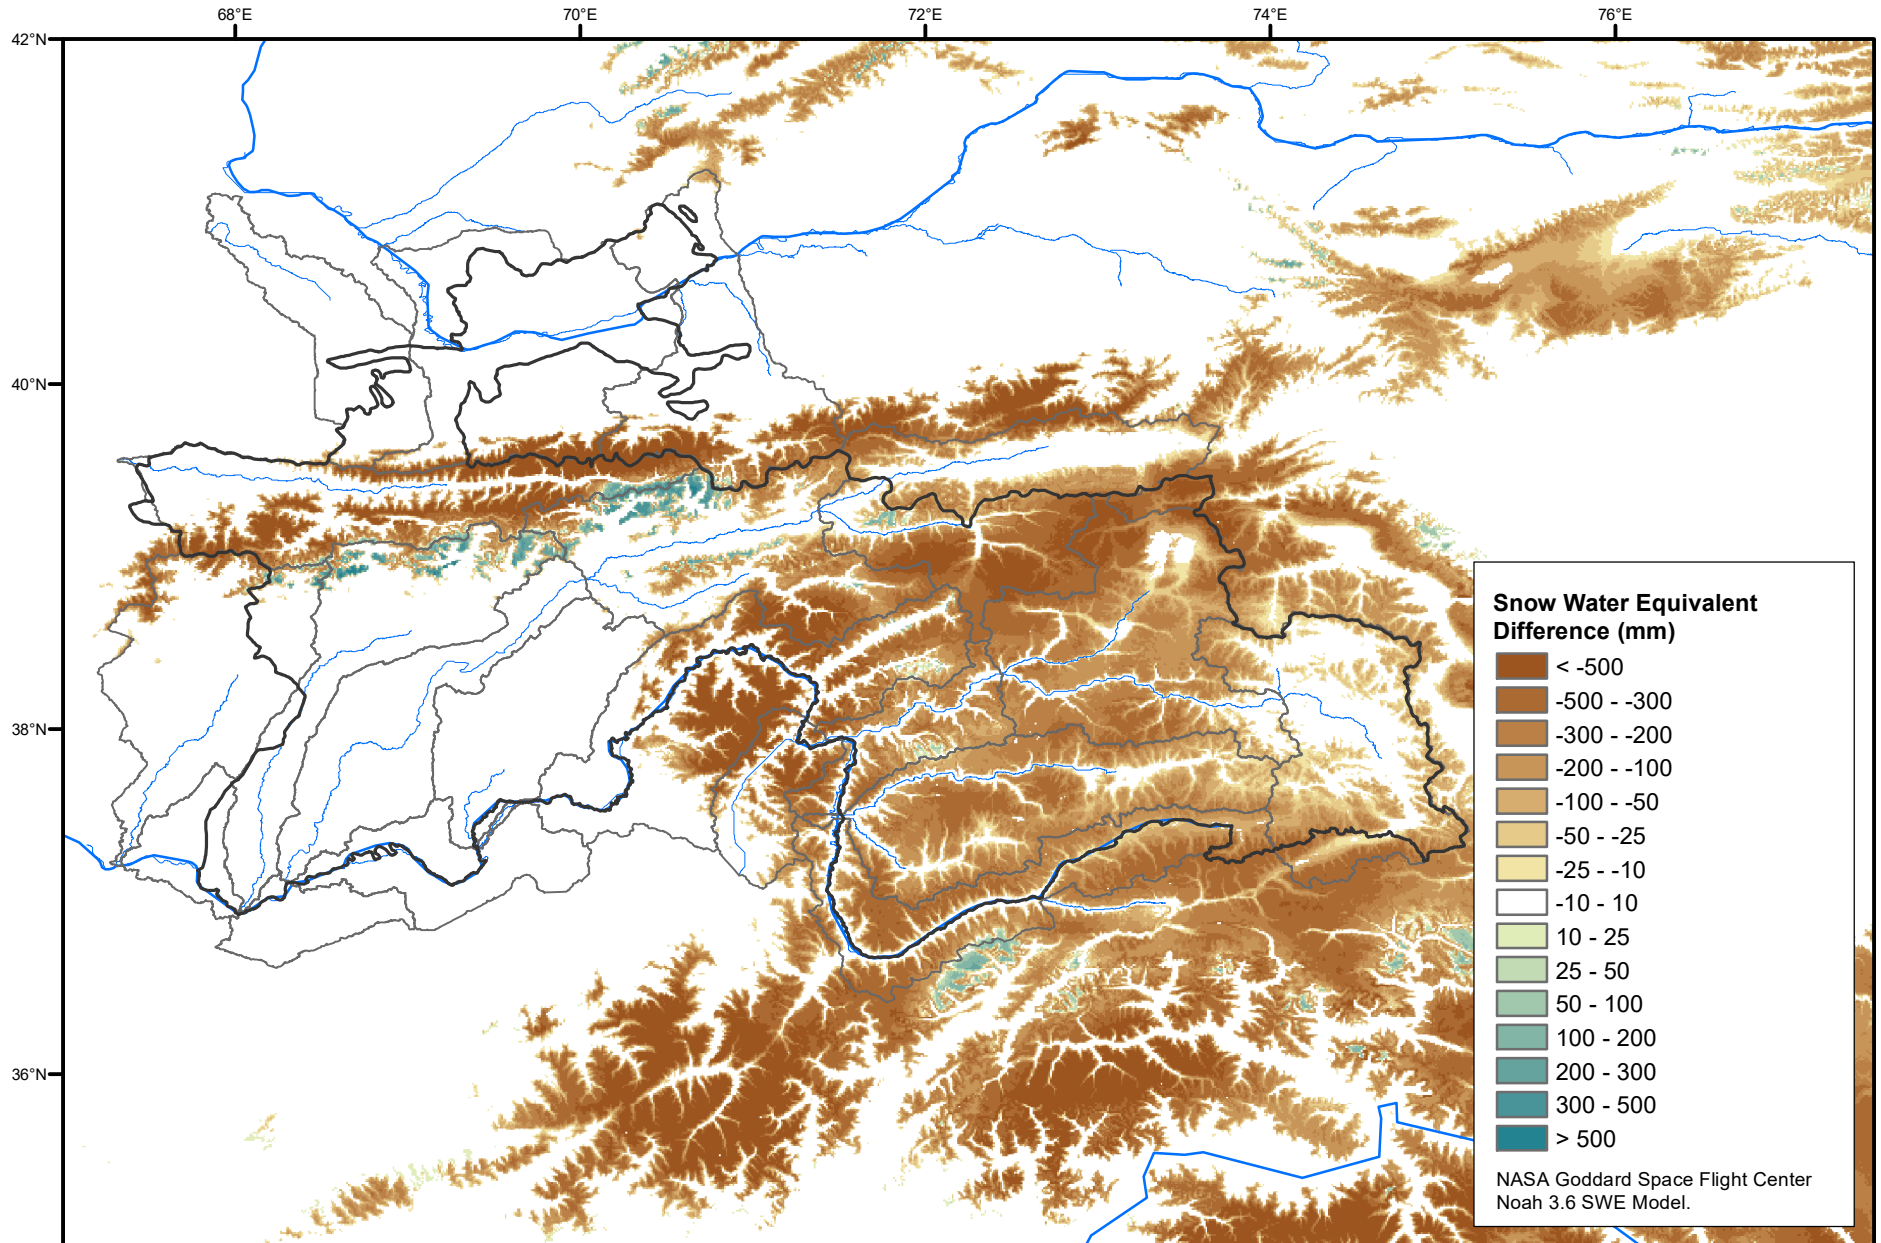 68°E 70°E 72°E 74°E 76°E
42°N
40°N
38°N
36°N
Snow Water Equivalent
Difference (mm)
< -500
-500 - -300
-300 - -200
-200 - -100
-100 - -50
-50 - -25
-25 - -10
-10 - 10
10 - 25
25 - 50
50 - 100
100 - 200
200 - 300
300 - 500
> 500
NASA Goddard Space Flight Center
Noah 3.6 SWE Model.